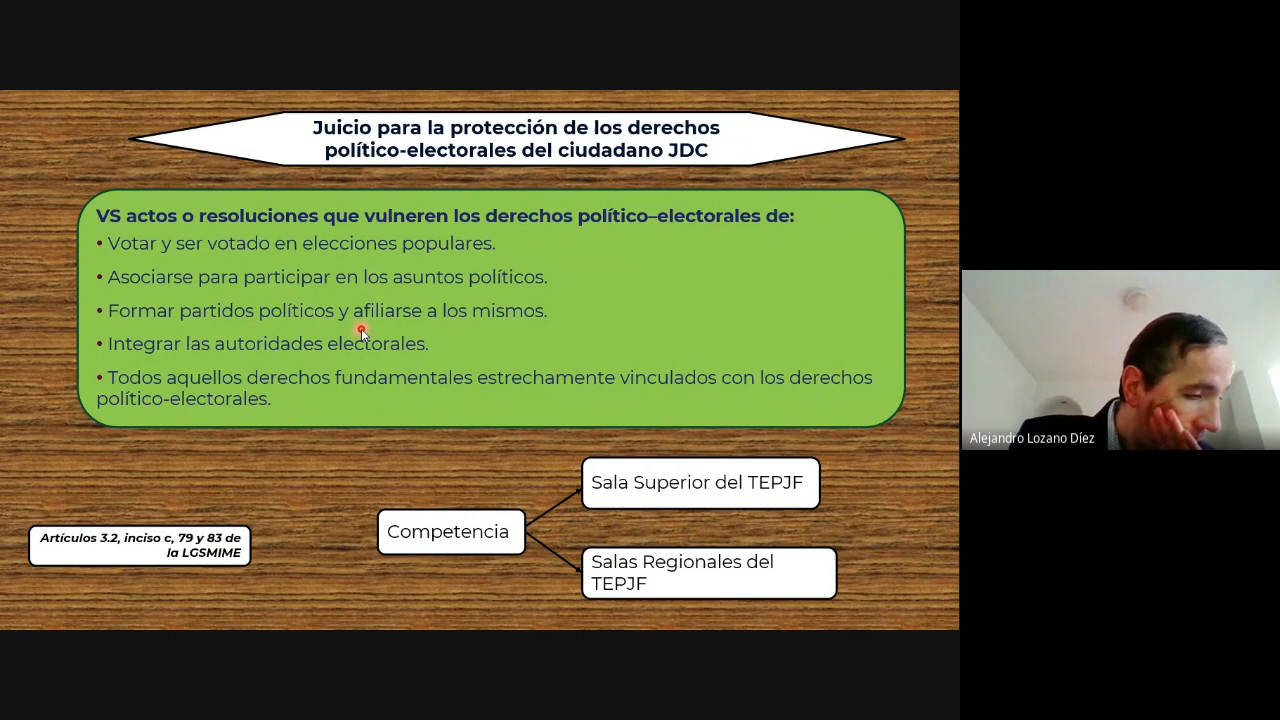 Juicio para la protección de los derechos
político-electorales del ciudadano JDC
VS actos o resoluciones que vulneren los derechos político–electorales de:
• Votar y ser votado en elecciones populares.
• Asociarse para participar en los asuntos políticos.
• Formar partidos políticos y afiliarse a los mismos.
• Integrar las autoridades electorales.
• Todos aquellos derechos fundamentales estrechamente vinculados con los derechos
político-electorales.
Sala Superior del TEPJF
Competencia
Artículos 3.2, inciso c, 79 y 83 de
la LGSMIME
Salas Regionales del
TEPJF
Alejandro Lozano Díez